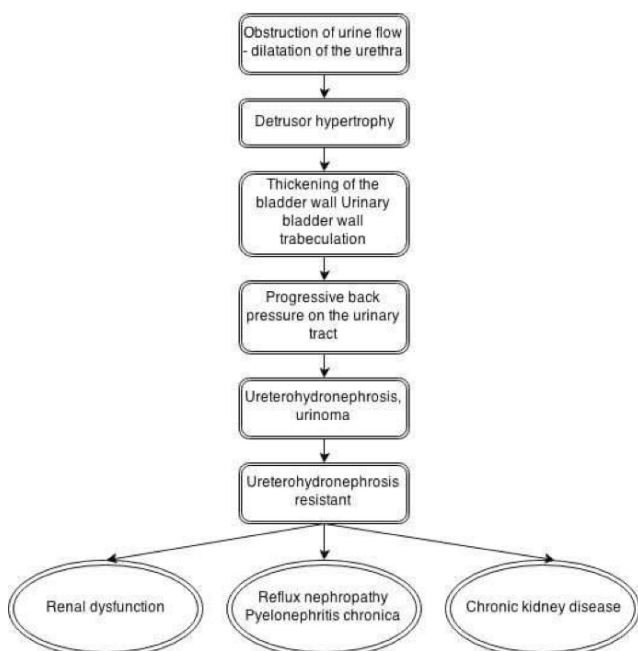 Obstruction of urine flow
- dilatation of the urethra
Detrusor hypertrophy
Thickening of the
bladder wall Urinary
bladder wall
trabeculation
Progressive back
pressure on the urinary
tract
Ureterohydronephrosis,
urinoma
Ureterohydronephrosis
resistant
Renal dysfunction
Reflux nephropathy
Pyelonephritis chronica
Chronic kidney disease